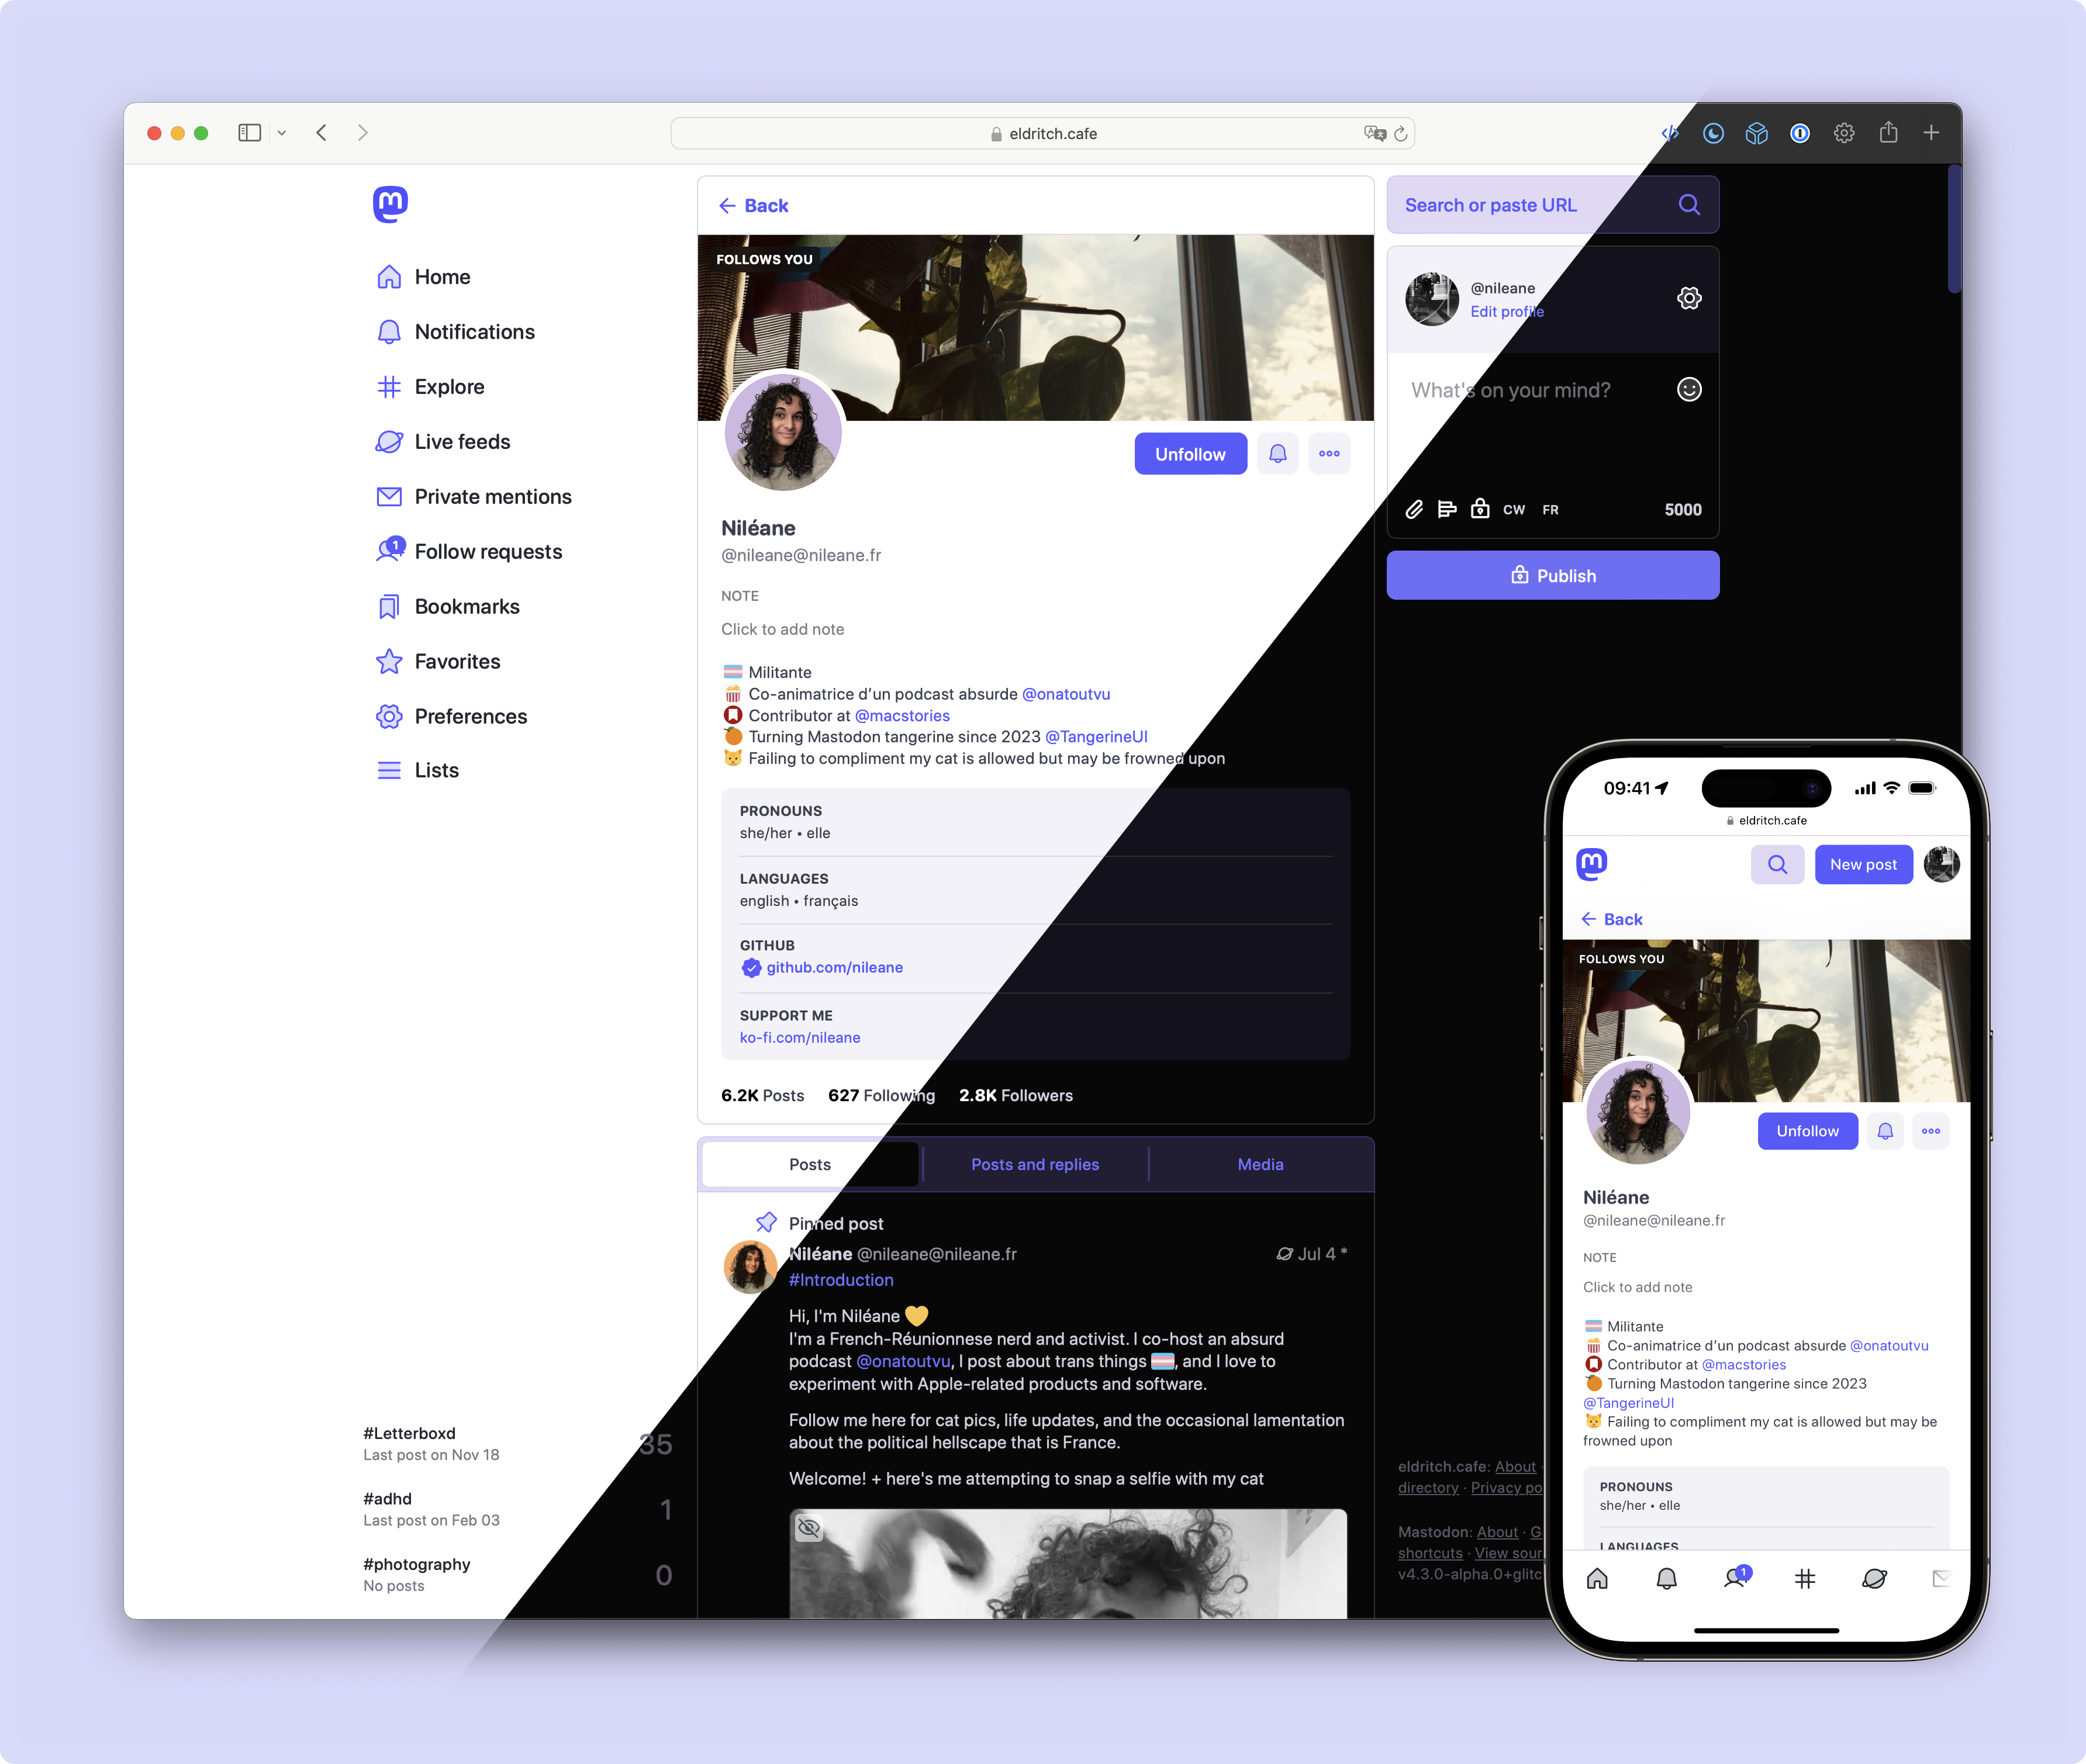 eldritch.cafe
Home
Notifications
Explore
Live feeds
Private mentions
1
Follow requests
Bookmarks
Favorites
Preferences
Lists
#Letterboxd
Last post on Nov 18
35
#adhd
Last post on Feb 03
1
#photography
No posts
0
Back
FOLLOWS YOU
Unfollow
Niléane
@nileane@nileane.fr
NOTE
Click to add note
Militante
Co-animatrice d’un podcast absurde @onatoutvu
Contributor at @macstories
Turning Mastodon tangerine since 2023 @TangerineUI
Failing to compliment my cat is allowed but may be frowned upon
PRONOUNS
she/her • elle
LANGUAGES
english • français
GITHUB
github.com/nileane
SUPPORT ME
ko-fi.com/nileane
6.2K Posts 627 Following 2.8K Followers
Posts Posts and replies Media
Pinned post
Niléane @nileane@nileane.fr Jul 4 *
#Introduction
Hi, I'm Niléane
I'm a French-Réunionnese nerd and activist. I co-host an absurd
podcast @onatoutvu, I post about trans things , and I love to
experiment with Apple-related products and software.
Follow me here for cat pics, life updates, and the occasional lamentation
about the political hellscape that is France.
Welcome! + here's me attempting to snap a selfie with my cat
Search or paste URL
@nileane
Edit profile
What's on your mind?
CW FR 5000
Publish
eldritch.cafe: About ·
directory · Privacy po
Mastodon: About · G
shortcuts · View sour
v4.3.0-alpha.0+glitc
09:41
eldritch.cafe
New post
Back
FOLLOWS YOU
Unfollow
Niléane
@nileane@nileane.fr
NOTE
Click to add note
Militante
Co-animatrice d’un podcast absurde @onatoutvu
Contributor at @macstories
Turning Mastodon tangerine since 2023
@TangerineUI
Failing to compliment my cat is allowed but may be
frowned upon
PRONOUNS
she/her • elle
LANGUAGES
1